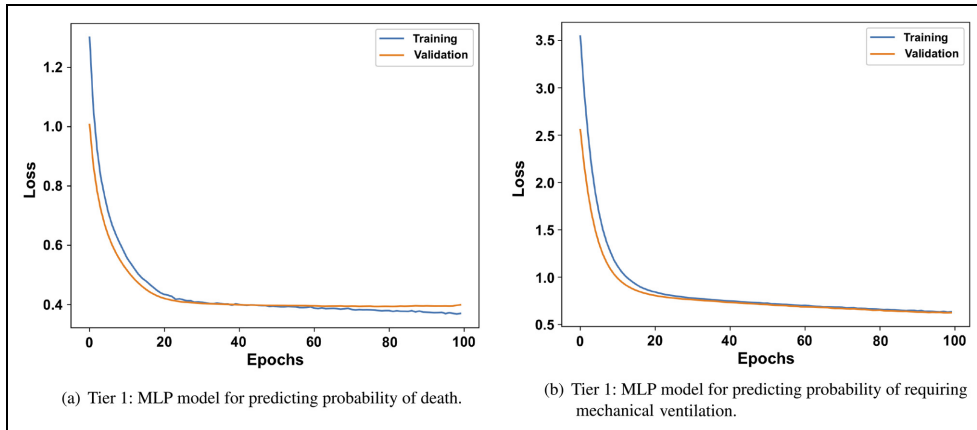 1.2
1.0
0.8
0.6
0.4
Loss
0 20 40 60 80 100
Epochs
Training
Validation
(a) Tier 1: MLP model for predicting probability of death.
3.5
3.0
2.5
2.0
1.5
1.0
0.5
Loss
0 20 40 60 80 100
Epochs
Training
Validation
(b) Tier 1: MLP model for predicting probability of requiring
mechanical ventilation.